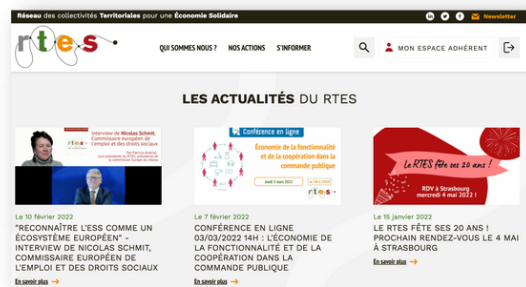 Réseau des collectivités Territoriales pour une Économie Solidaire
Newsletter
rtes
QUI SOMMES NOUS ?
NOS ACTIONS
S'INFORMER
MON ESPACE ADHÉRENT
LES ACTUALITÉS DU RTES
Interview de Nicolas Schmit,
Commissaire européen de
l'emploi et des droits sociaux
Le 10 février 2022
"RECONNAÎTRE L'ESS COMME UN
ÉCOSYSTÈME EUROPÉEN" -
INTERVIEW DE NICOLAS SCHMIT,
COMMISSAIRE EUROPÉEN DE
L'EMPLOI ET DES DROITS SOCIAUX
En savoir plus
Conférence en ligne
Économie de la fonctionnalité
et de la coopération dans la
commande publique
Jeudi 3 mars 2022
rtes
Le 7 février 2022
CONFÉRENCE EN LIGNE
03/03/2022 14H : L'ÉCONOMIE DE
LA FONCTIONNALITÉ ET DE LA
COOPÉRATION DANS LA
COMMANDE PUBLIQUE
En savoir plus
Le RTES fête ses 20 ans !
RDV à Strasbourg
mercredi 4 mai 2022 !
Le 15 janvier 2022
LE RTES FÊTE SES 20 ANS !
PROCHAIN RENDEZ-VOUS LE 4 MAI
À STRASBOURG
En savoir plus